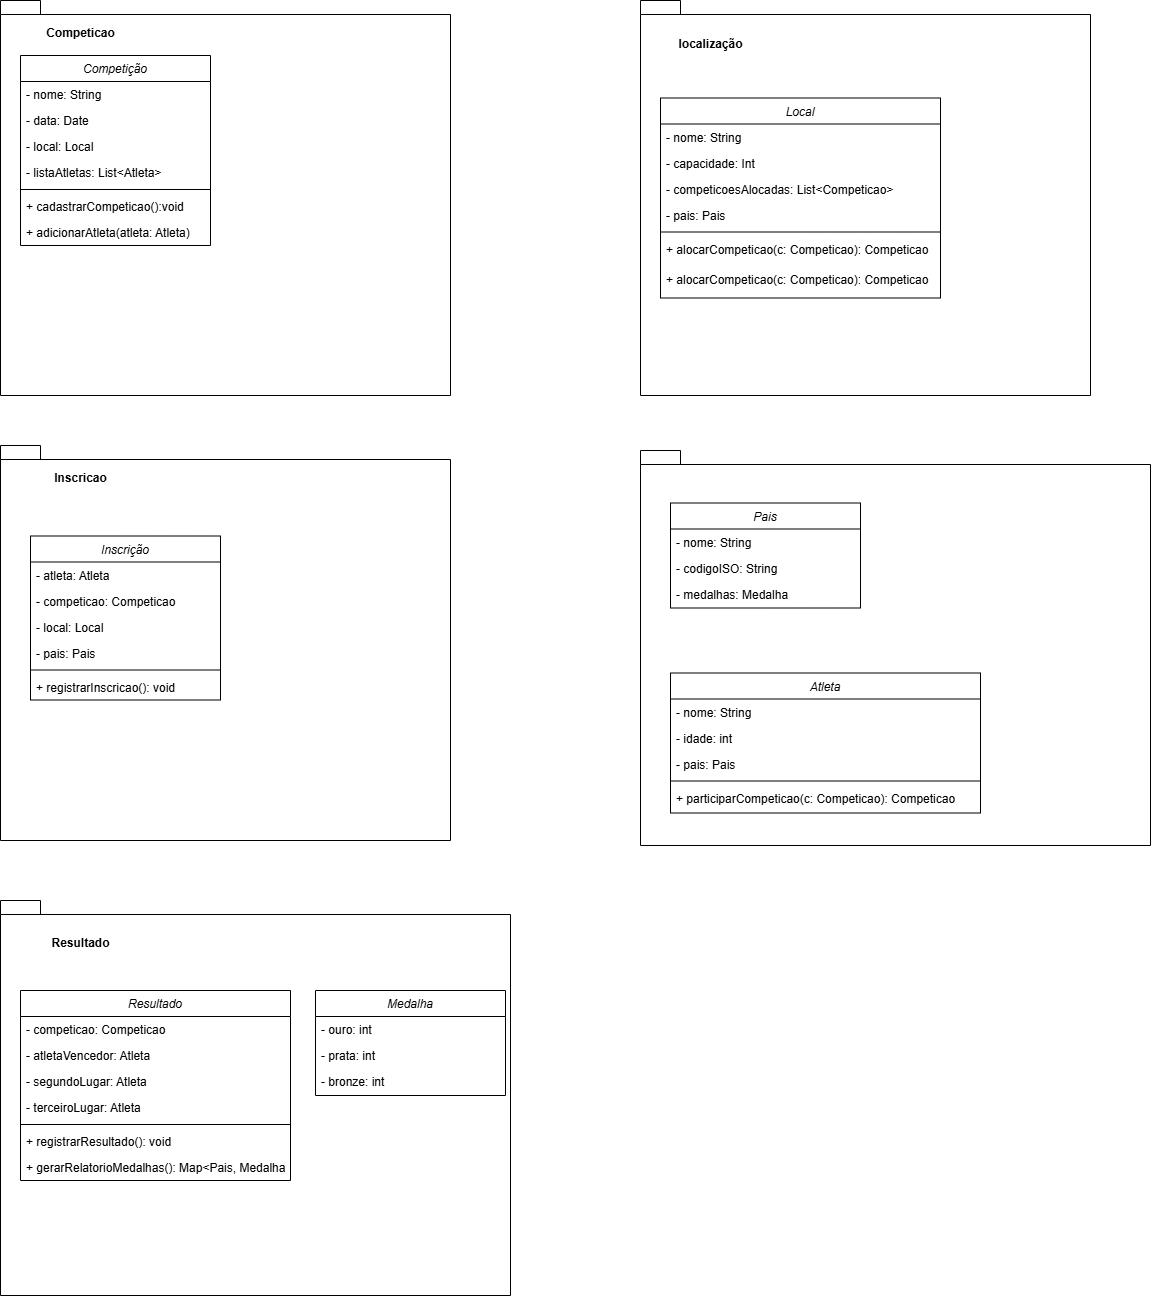 Competicao
Competição
- nome: String
- data: Date
- local: Local
- listaAtletas: List<Atleta>
+ cadastrarCompeticao():void
+ adicionarAtleta(atleta: Atleta)
localização
Local
- nome: String
- capacidade: Int
- competicoesAlocadas: List<Competicao>
- pais: Pais
+ alocarCompeticao(c: Competicao): Competicao
+ alocarCompeticao(c: Competicao): Competicao
Inscricao
Inscrição
- atleta: Atleta
- competicao: Competicao
- local: Local
- pais: Pais
+ registrarInscricao(): void
Pais
- nome: String
- codigoISO: String
- medalhas: Medalha
Atleta
- nome: String
- idade: int
- pais: Pais
+ participarCompeticao(c: Competicao): Competicao
Resultado
Resultado
- competicao: Competicao
- atletaVencedor: Atleta
- segundoLugar: Atleta
- terceiroLugar: Atleta
+ registrarResultado(): void
+ gerarRelatorioMedalhas(): Map<Pais, Medalha
Medalha
- ouro: int
- prata: int
- bronze: int